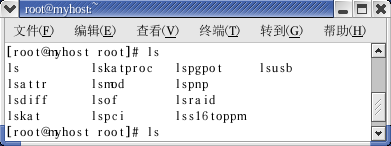 root@myhost:~
文件(F) 编辑(E) 查看(V) 终端(T) 转到(G) 帮助(H)
[root@myhost root]# ls
ls lskatproc lspgpot lsusb
lsattr lsmod lspnp
lsdiff lsof lsraid
lskat lspci lss16toppm
[root@myhost root]# ls